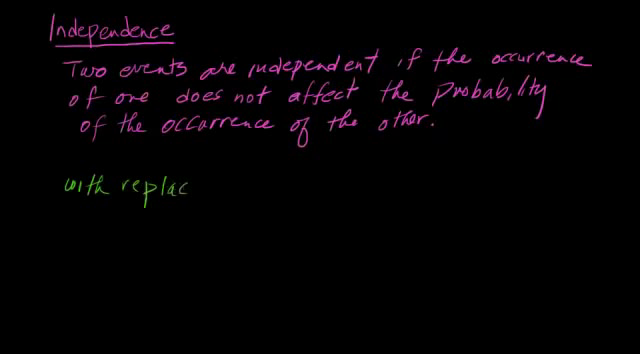 Independence
Two events are independent if the occurrence
of one does not affect the Probability
of the occurrence of the other.
with replac